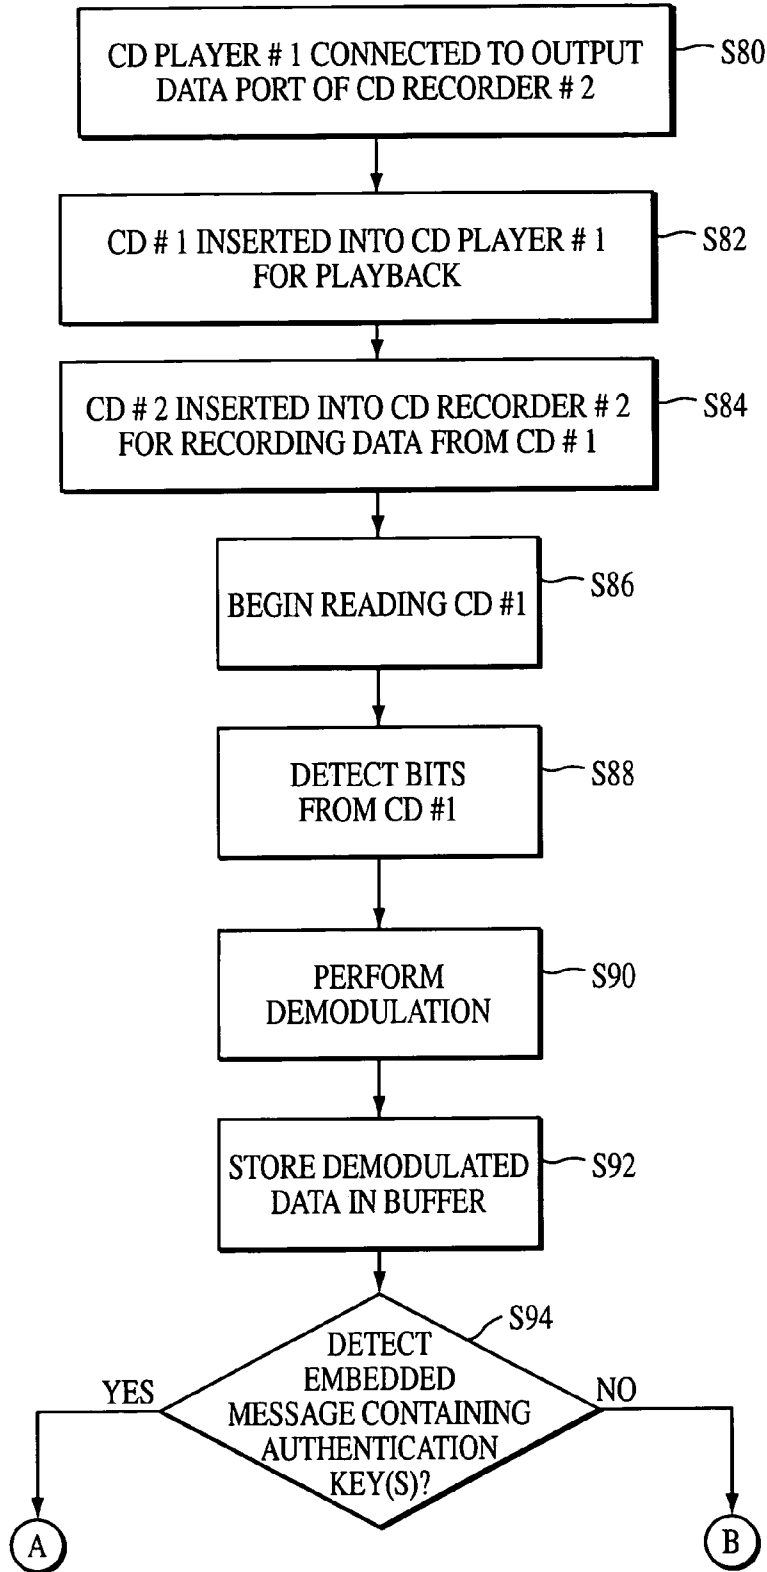 CD PLAYER # 1 CONNECTED TO OUTPUT
DATA PORT OF CD RECORDER # 2
S80
CD # 1 INSERTED INTO CD PLAYER # 1
FOR PLAYBACK
S82
CD # 2 INSERTED INTO CD RECORDER # 2
FOR RECORDING DATA FROM CD # 1
S84
BEGIN READING CD #1
S86
DETECT BITS
FROM CD #1
S88
PERFORM
DEMODULATION
S90
STORE DEMODULATED
DATA IN BUFFER
S92
S94
DETECT
EMBEDDED
MESSAGE CONTAINING
AUTHENTICATION
KEY(S)?
YES
NO
A
B